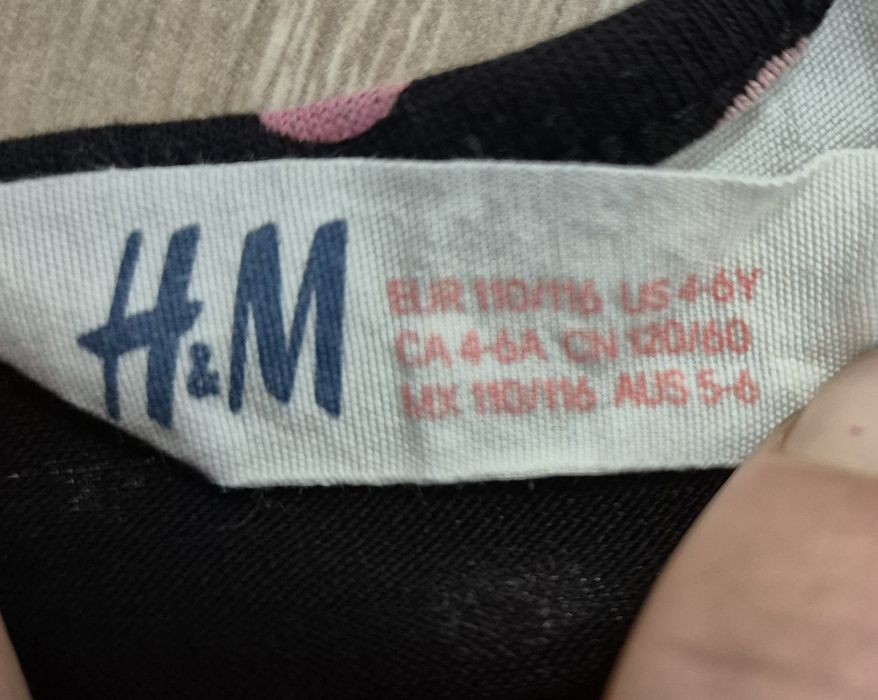 H&M
EUR 110/116 US 4-6Y
CA 4-6A CN 120/60
MX 110/116 AUS 5-6